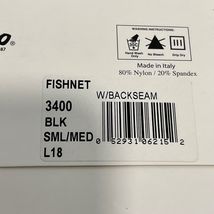 WASHING INSTRUCTIONS:
Hand Wash Only
No Bleach
Drip Dry
Made in Italy
80% Nylon / 20% Spandex
FISHNET
W/BACKSEAM
3400
BLK
SML/MED
L18
0 52931 06215 2